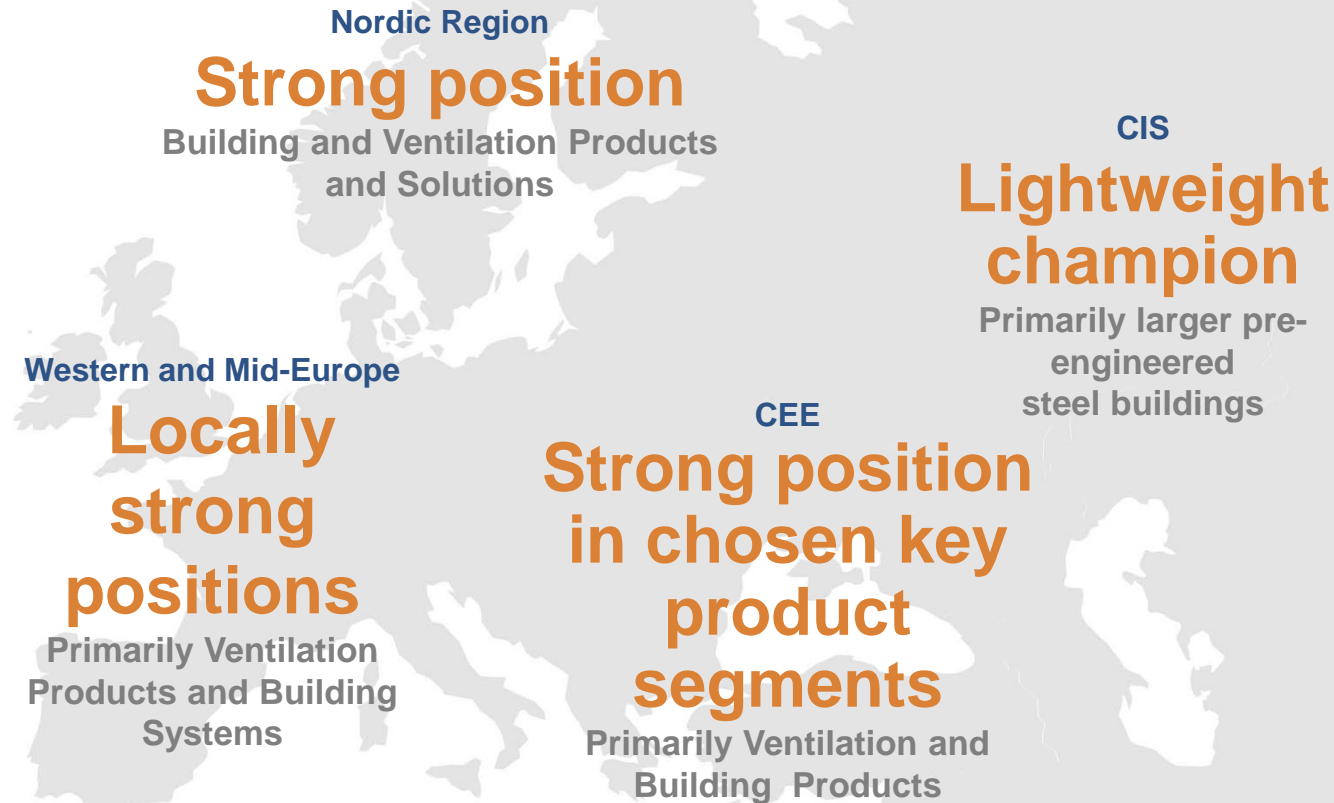 Nordic Region
Strong position
Building and Ventilation Products
and Solutions
CIS
Lightweight
champion
Primarily larger pre-
engineered
steel buildings
Western and Mid-Europe
Locally
strong
positions
Primarily Ventilation
Products and Building
Systems
CEE
Strong position
in chosen key
product
segments
Primarily Ventilation and
Building Products